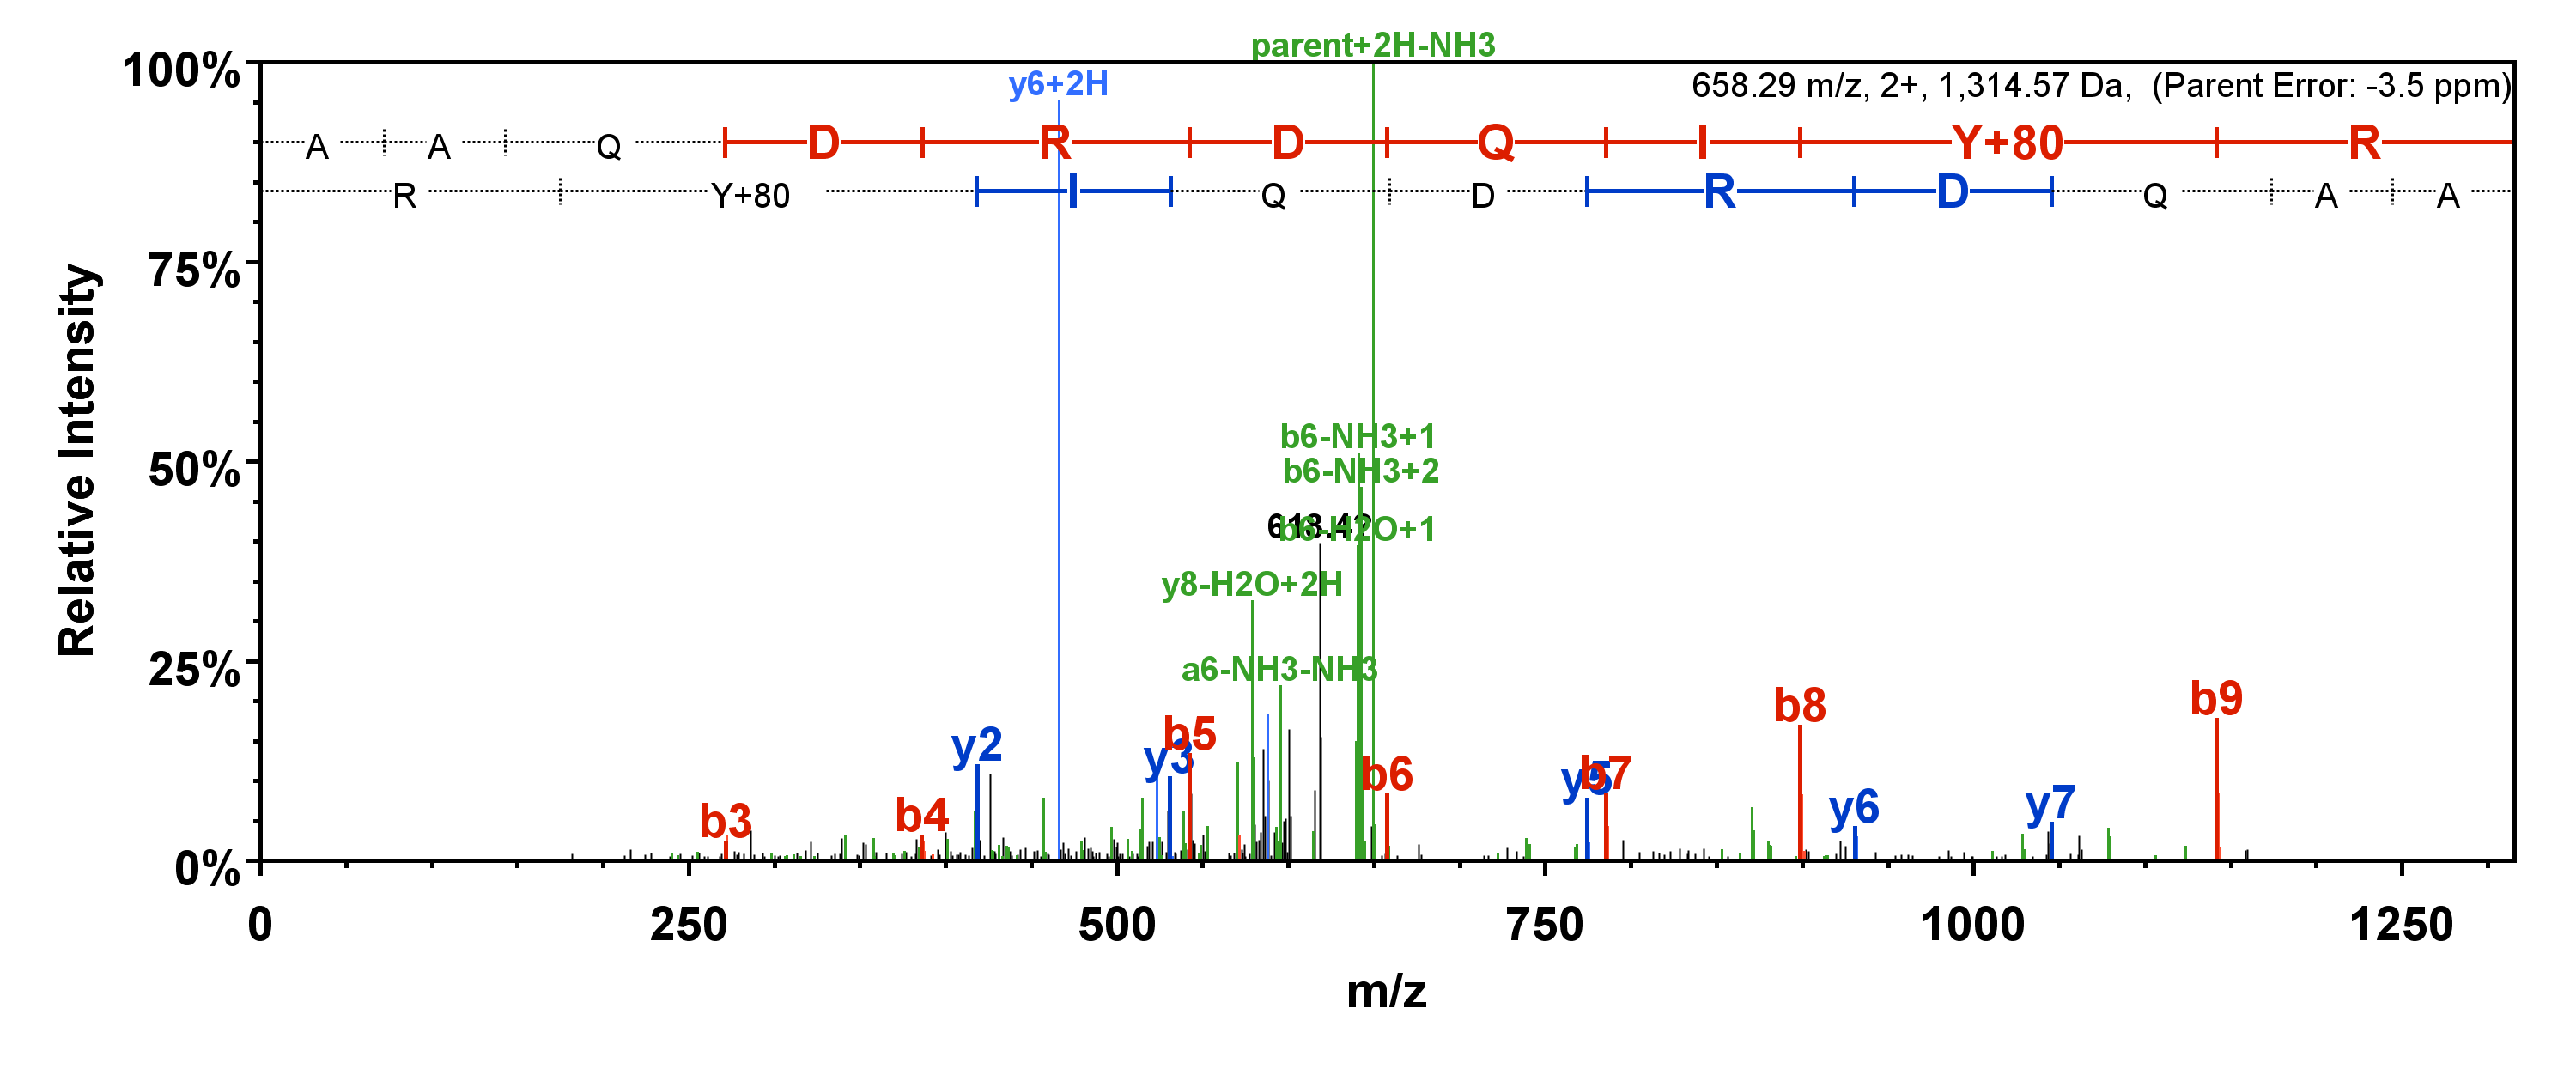 parent+2H-NH3
100%
y6+2H
658.29 m/z, 2+, 1,314.57 Da, (Parent Error: -3.5 ppm)
A A Q D R D Q I Y+80 R
R Y+80 I Q D R D Q A A
75%
Relative Intensity
b6-NH3+1
50%
b6-NH3+2
b6-H2O+1
y8-H2O+2H
25%
a6-NH3-NH3
b3 b4 y2 y3 b5 b6 y5 b7 b8 y6 y7 b9
0%
0 250 500 750 1000 1250
m/z